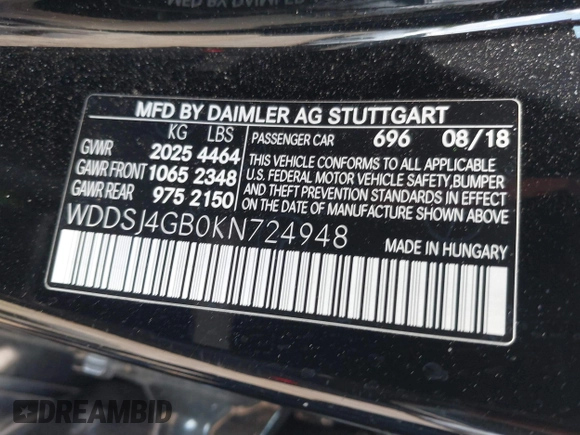 MFD BY DAIMLER AG STUTTGART
KG LBS
GVWR 2025 4464
GAWR FRONT 1065 2348
GAWR REAR 975 2150
PASSENGER CAR 696 08/18
THIS VEHICLE CONFORMS TO ALL APPLICABLE
U.S. FEDERAL MOTOR VEHICLE SAFETY, BUMPER
AND THEFT PREVENTION STANDARDS IN EFFECT
ON THE DATE OF MANUFACTURE SHOWN ABOVE.
WDDSJ4GB0KN724948
MADE IN HUNGARY
DREAMBID